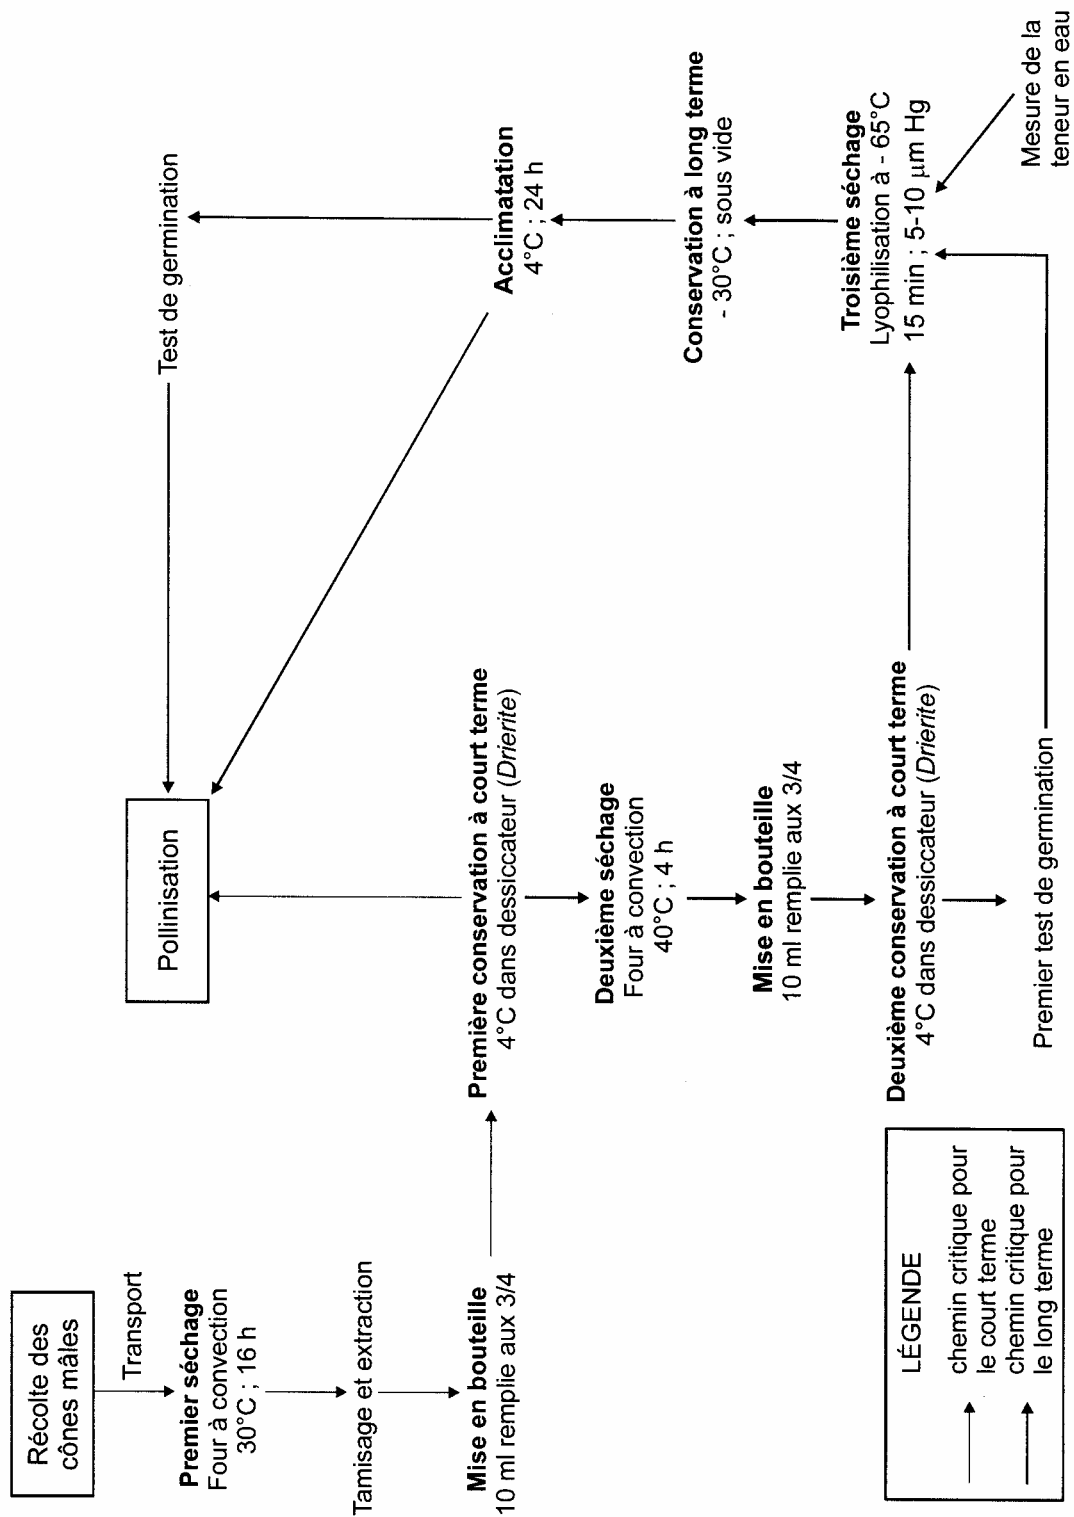 Récolte des
cônes mâles
Transport
Premier séchage
Four à convection
30°C ; 16 h
Tamisage et extraction
Mise en bouteille
10 ml remplie aux 3/4
Pollinisation
Première conservation à court terme
4°C dans dessiccateur (Drierite)
Deuxième séchage
Four à convection
40°C ; 4 h
Mise en bouteille
10 ml remplie aux 3/4
Deuxième conservation à court terme
4°C dans dessiccateur (Drierite)
Premier test de germination
Test de germination
Acclimatation
4°C ; 24 h
Conservation à long terme
- 30°C ; sous vide
Troisième séchage
Lyophilisation à - 65°C
15 min ; 5-10 µm Hg
Mesure de la
teneur en eau
LÉGENDE
chemin critique pour
le court terme
chemin critique pour
le long terme